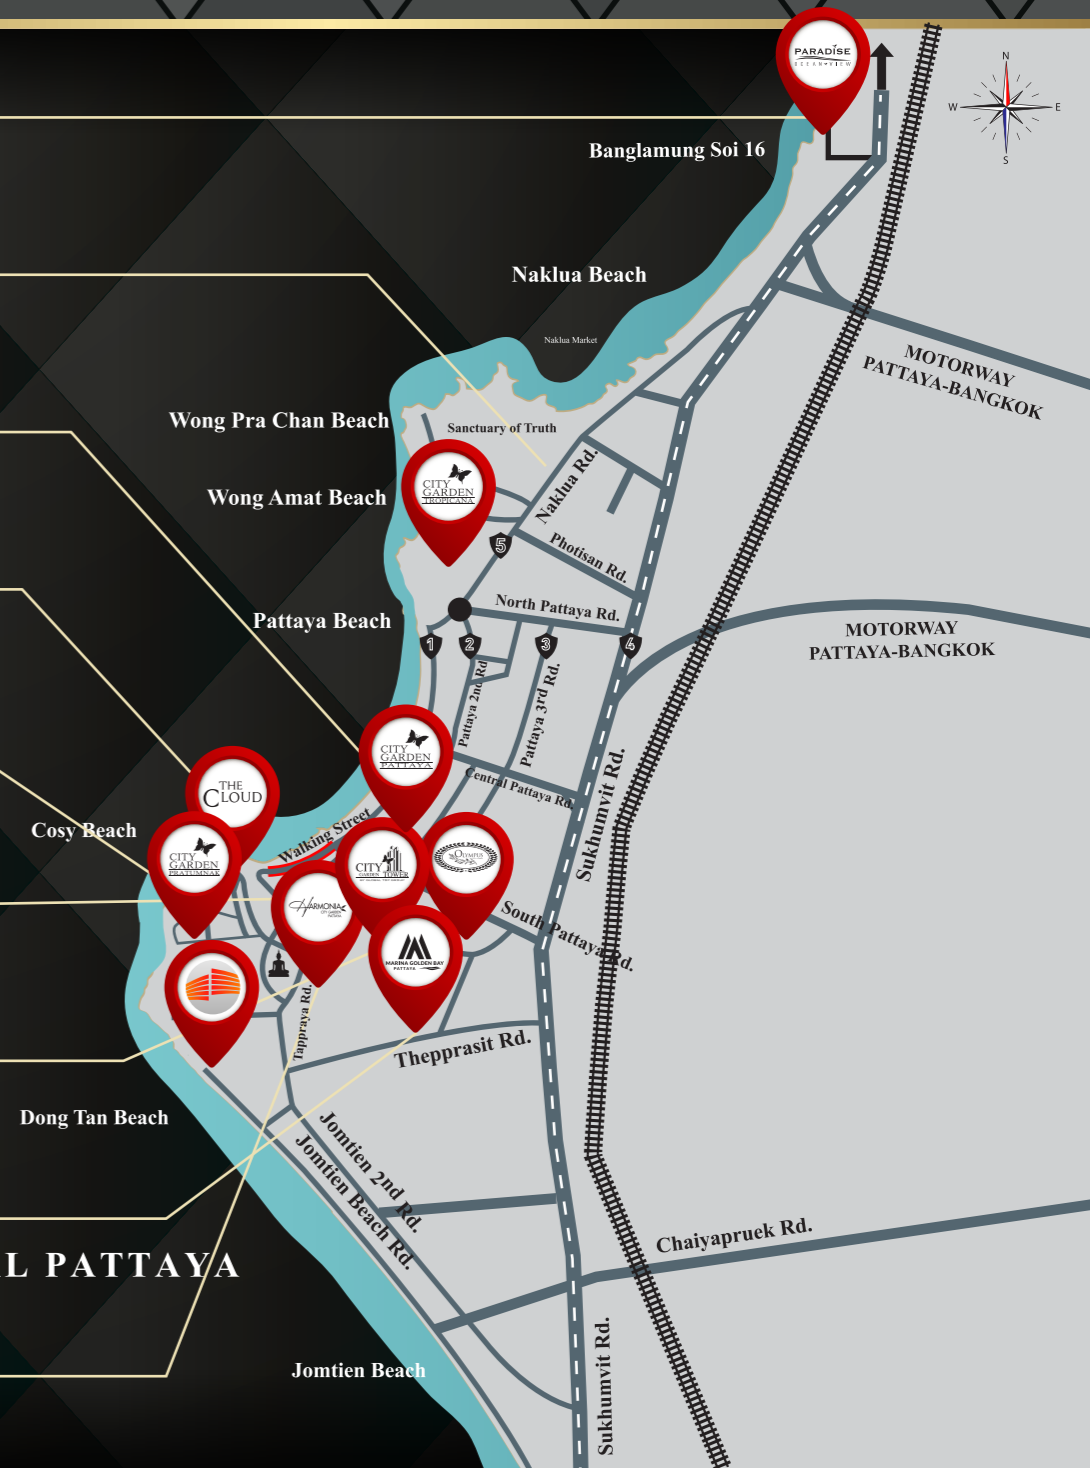 PARADISE
OCEAN VIEW
N
W
E
S
Banglamung Soi 16
Naklua Beach
Naklua Market
MOTORWAY
PATTAYA-BANGKOK
Wong Pra Chan Beach
Sanctuary of Truth
CITY
GARDEN
TROPICANA
Wong Amat Beach
Naklua Rd.
5
Photisan Rd.
North Pattaya Rd.
Pattaya Beach
1
2
3
4
MOTORWAY
PATTAYA-BANGKOK
Pattaya 2nd Rd
Pattaya 3rd Rd.
CITY
GARDEN
PATTAYA
Central Pattaya Rd.
Sukhumvit Rd.
THE
CLOUD
Cosy Beach
Walking Street
CITY
GARDEN
PRATUMNAK
CITY
GARDEN TOWER
OLYMPUS
HARMONIA
CITY GARDEN
PATTAYA
South Pattaya Rd.
MARINA GOLDEN BAY
PATTAYA
Tappraya Rd.
Thepprasit Rd.
Dong Tan Beach
Jomtien 2nd Rd.
Jomtien Beach Rd.
Chaiyapruek Rd.
L PATTAYA
Jomtien Beach
Sukhumvit Rd.